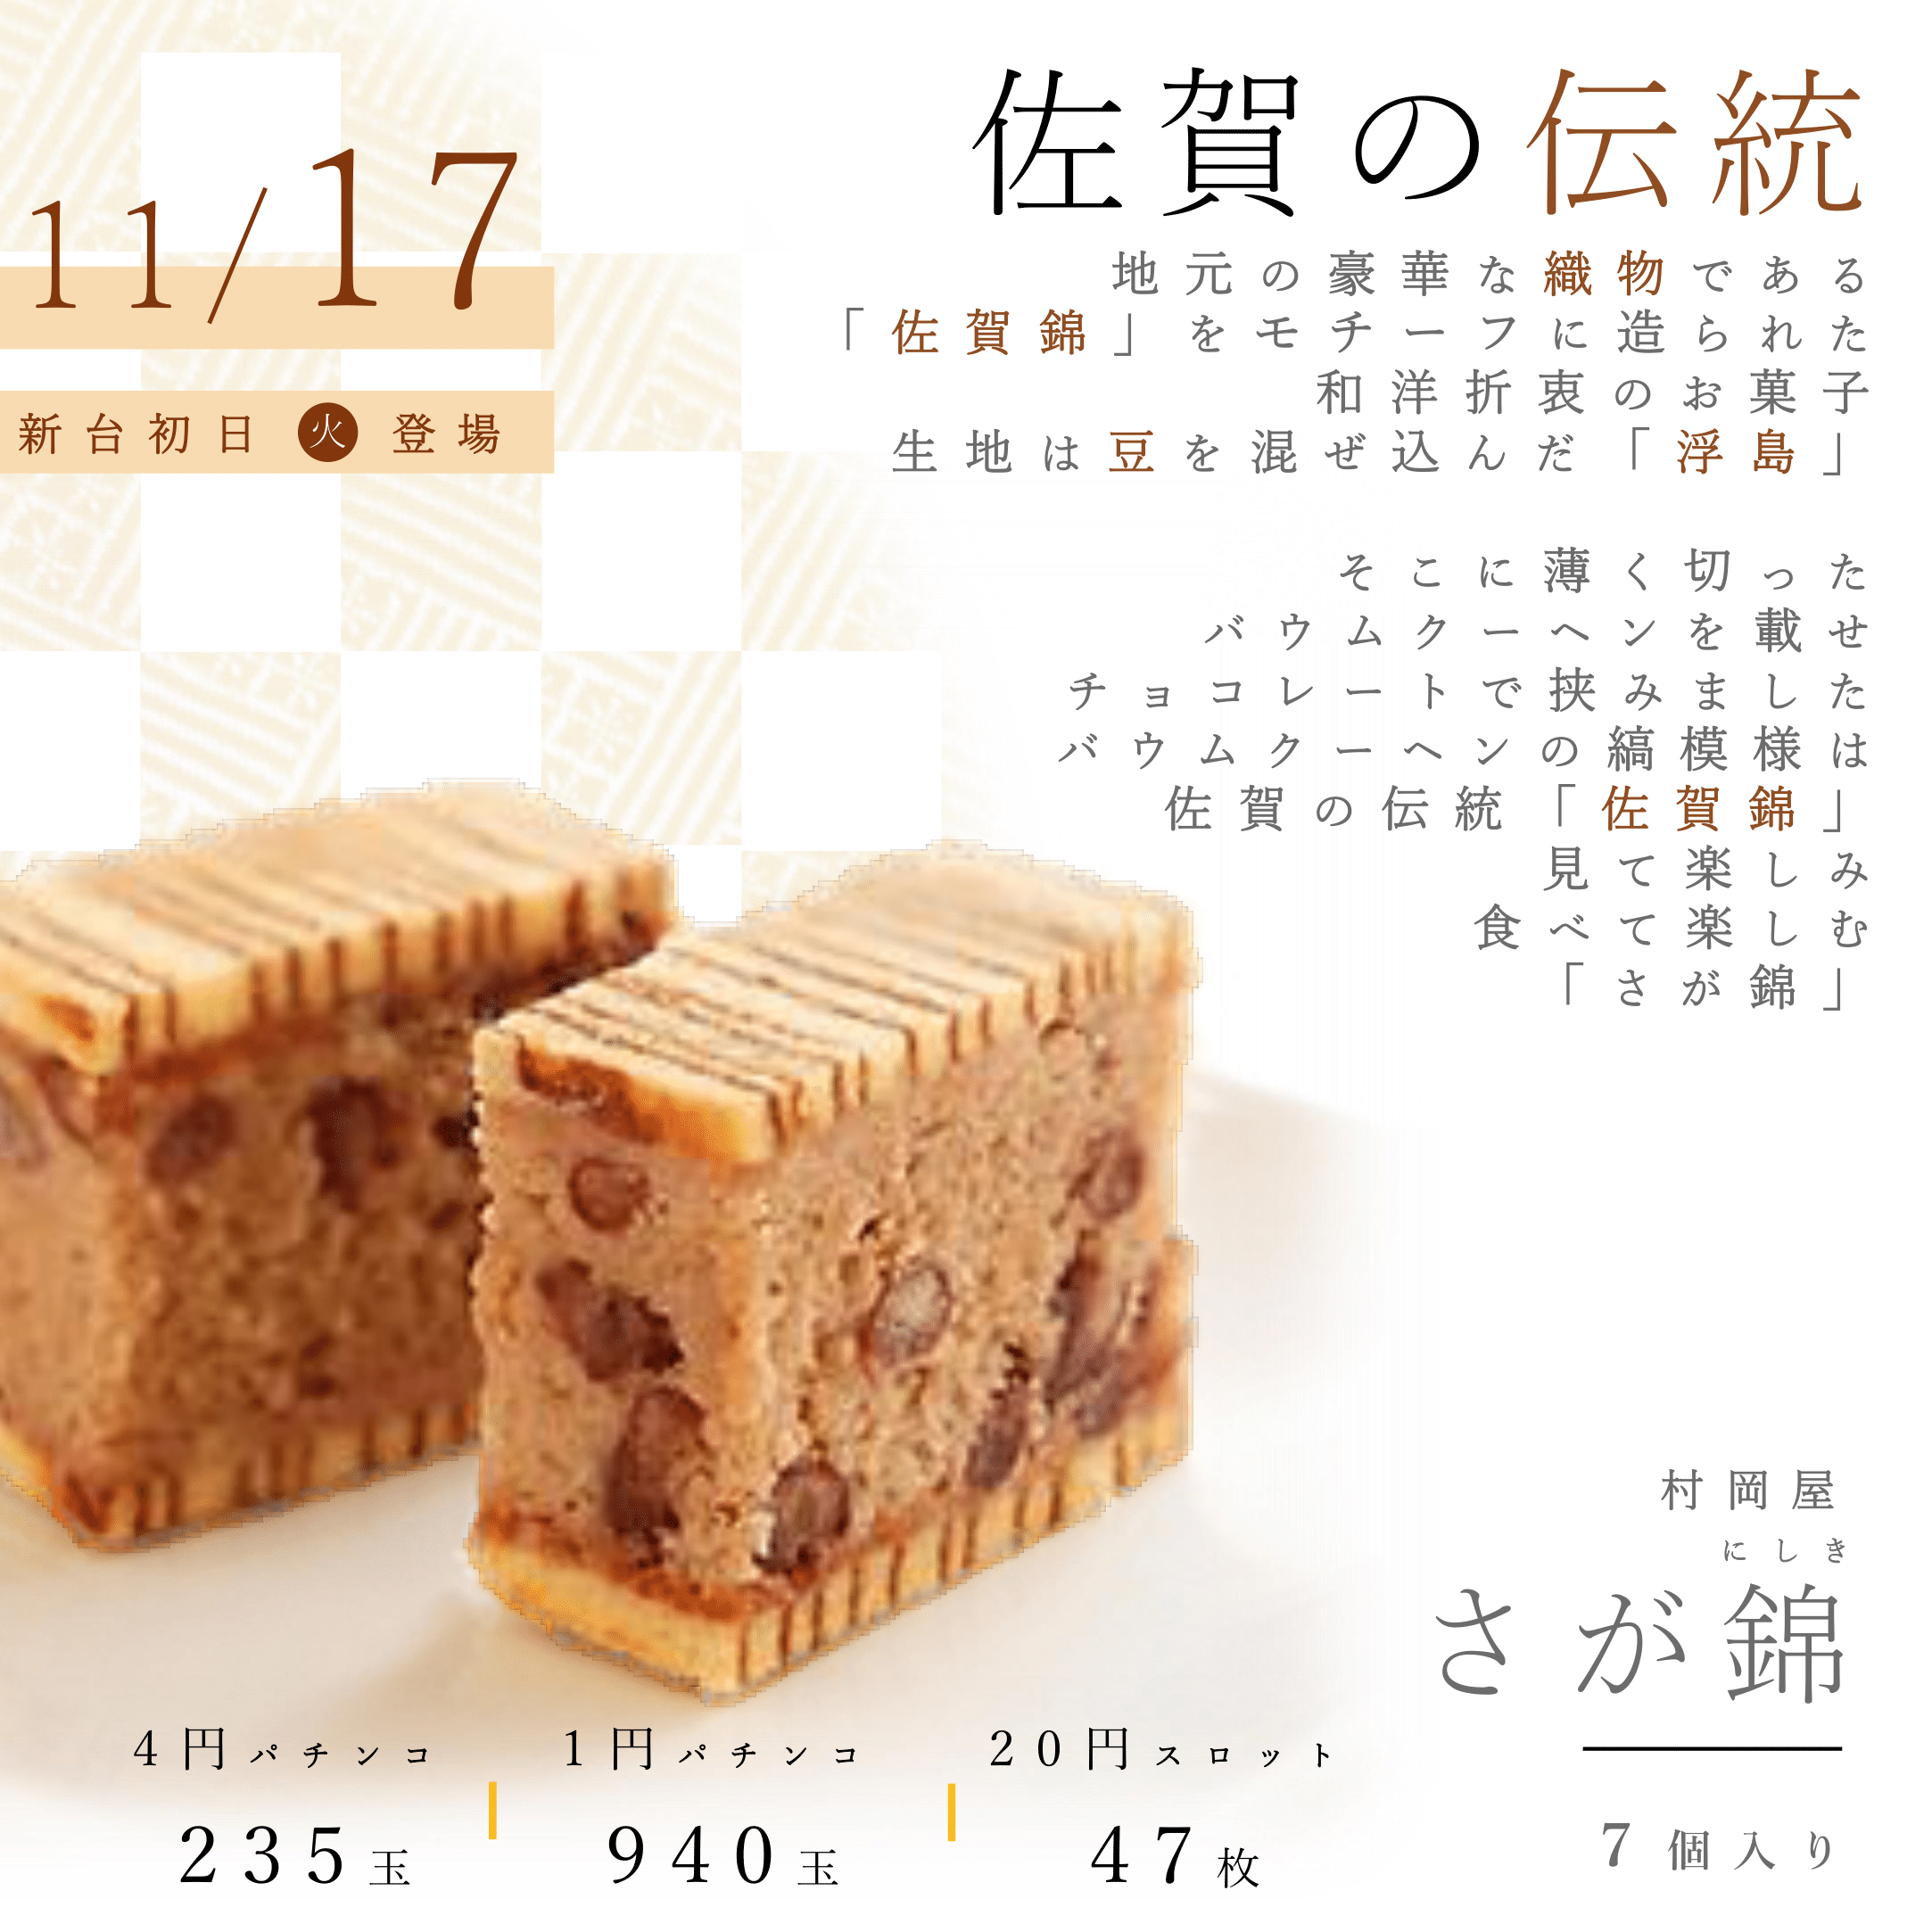 佐賀の伝統
11/17
新台初日 火 登場
地元の豪華な織物である
「佐賀錦」をモチーフに造られた
和洋折衷のお菓子
生地は豆を混ぜ込んだ「浮島」
そこに薄く切った
バウムクーヘンを載せ
チョコレートで挟みました
バウムクーヘンの縞模様は
佐賀の伝統「佐賀錦」
見て楽しみ
食べて楽しむ
「さが錦」
村岡屋
にしき
さが錦
7個入り
4円パチンコ
235玉
1円パチンコ
940玉
20円スロット
47枚